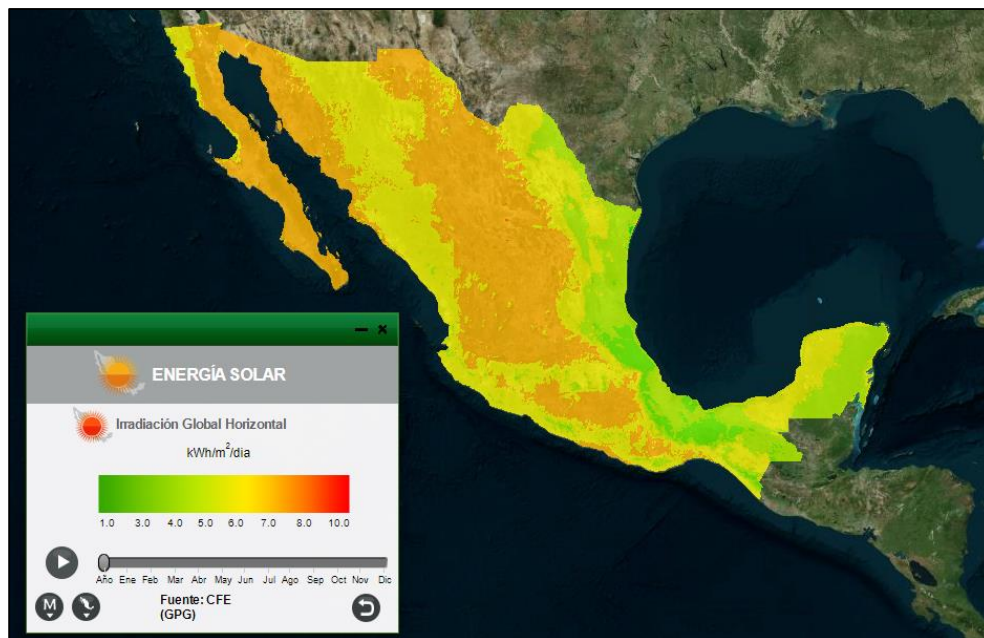 ENERGÍA SOLAR
Irradiación Global Horizontal
kWh/m²/dia
1.0 3.0 4.0 5.0 6.0 7.0 8.0 10.0
Año Ene Feb Mar Abr May Jun Jul Ago Sep Oct Nov Dic
M
Fuente: CFE
(GPG)